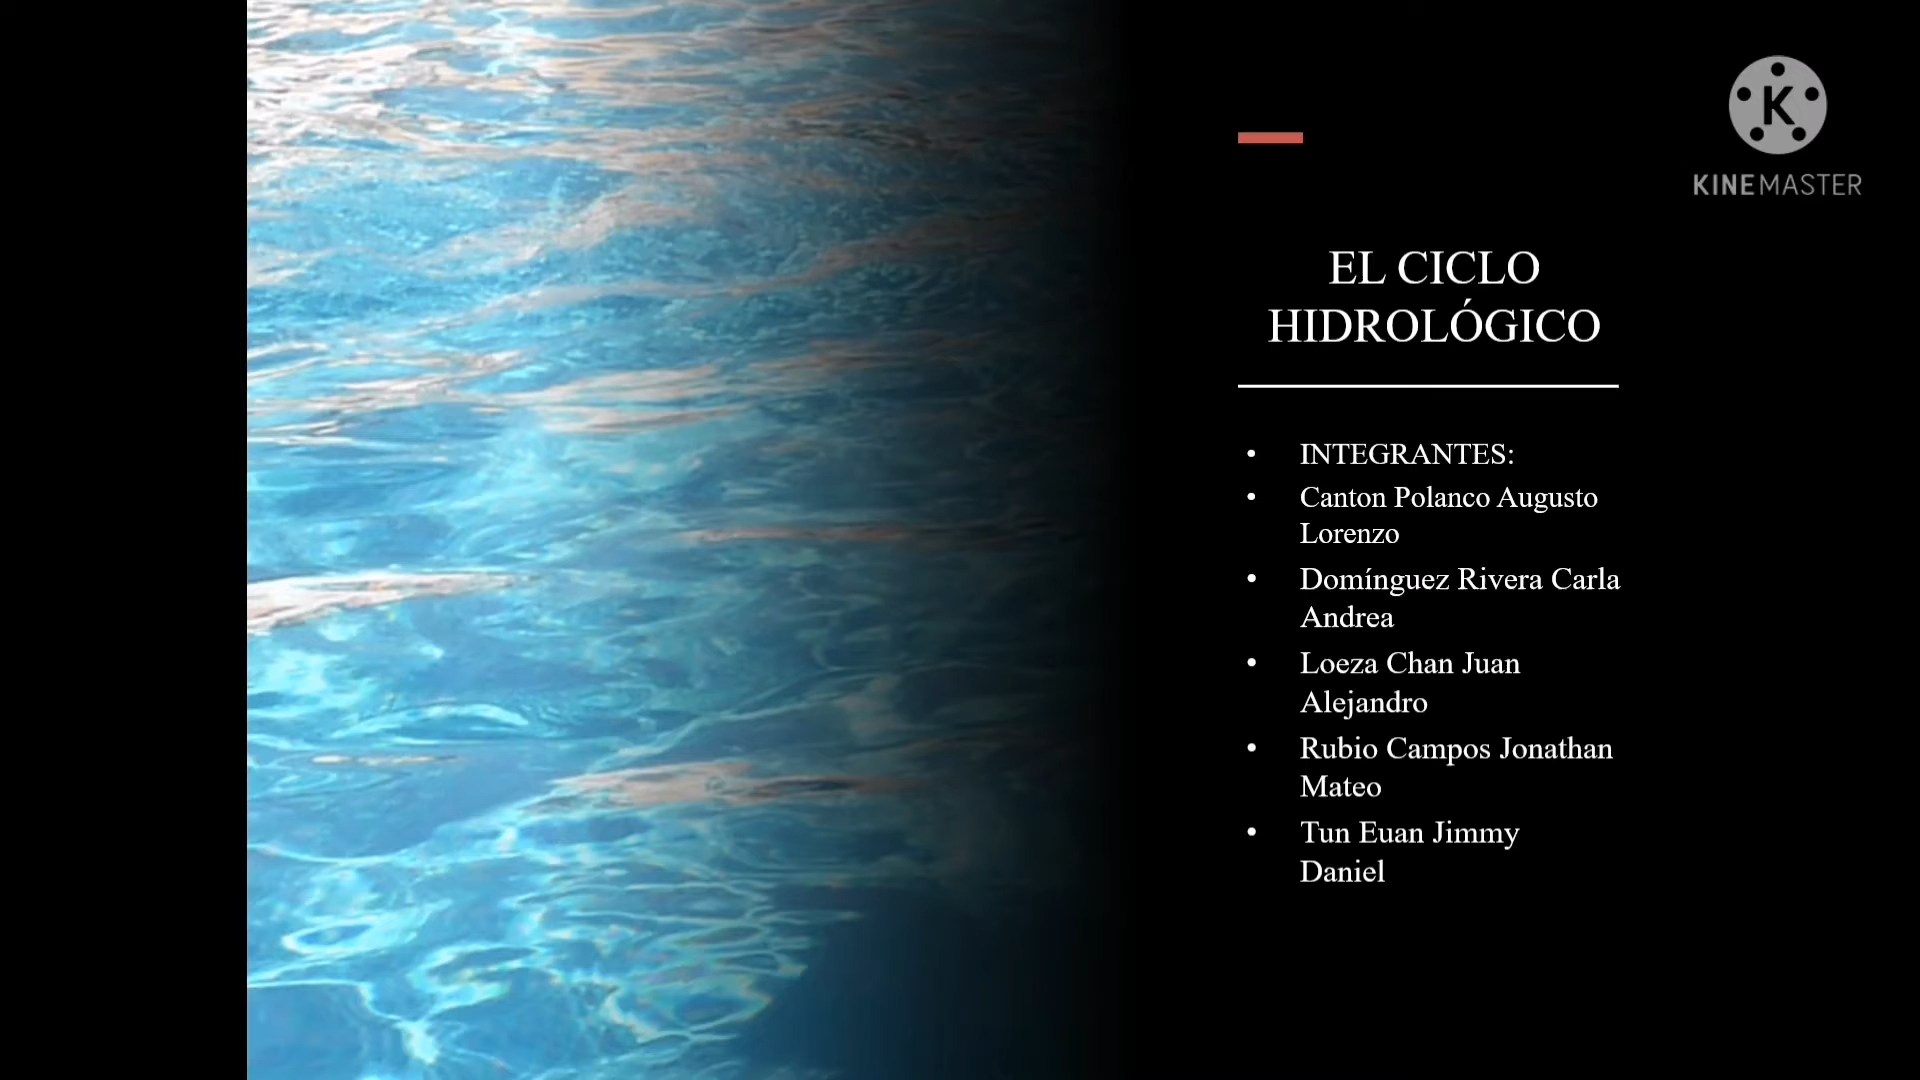 K
KINEMASTER
EL CICLO
HIDROLÓGICO
• INTEGRANTES:
• Canton Polanco Augusto
Lorenzo
• Domínguez Rivera Carla
Andrea
• Loeza Chan Juan
Alejandro
• Rubio Campos Jonathan
Mateo
• Tun Euan Jimmy
Daniel